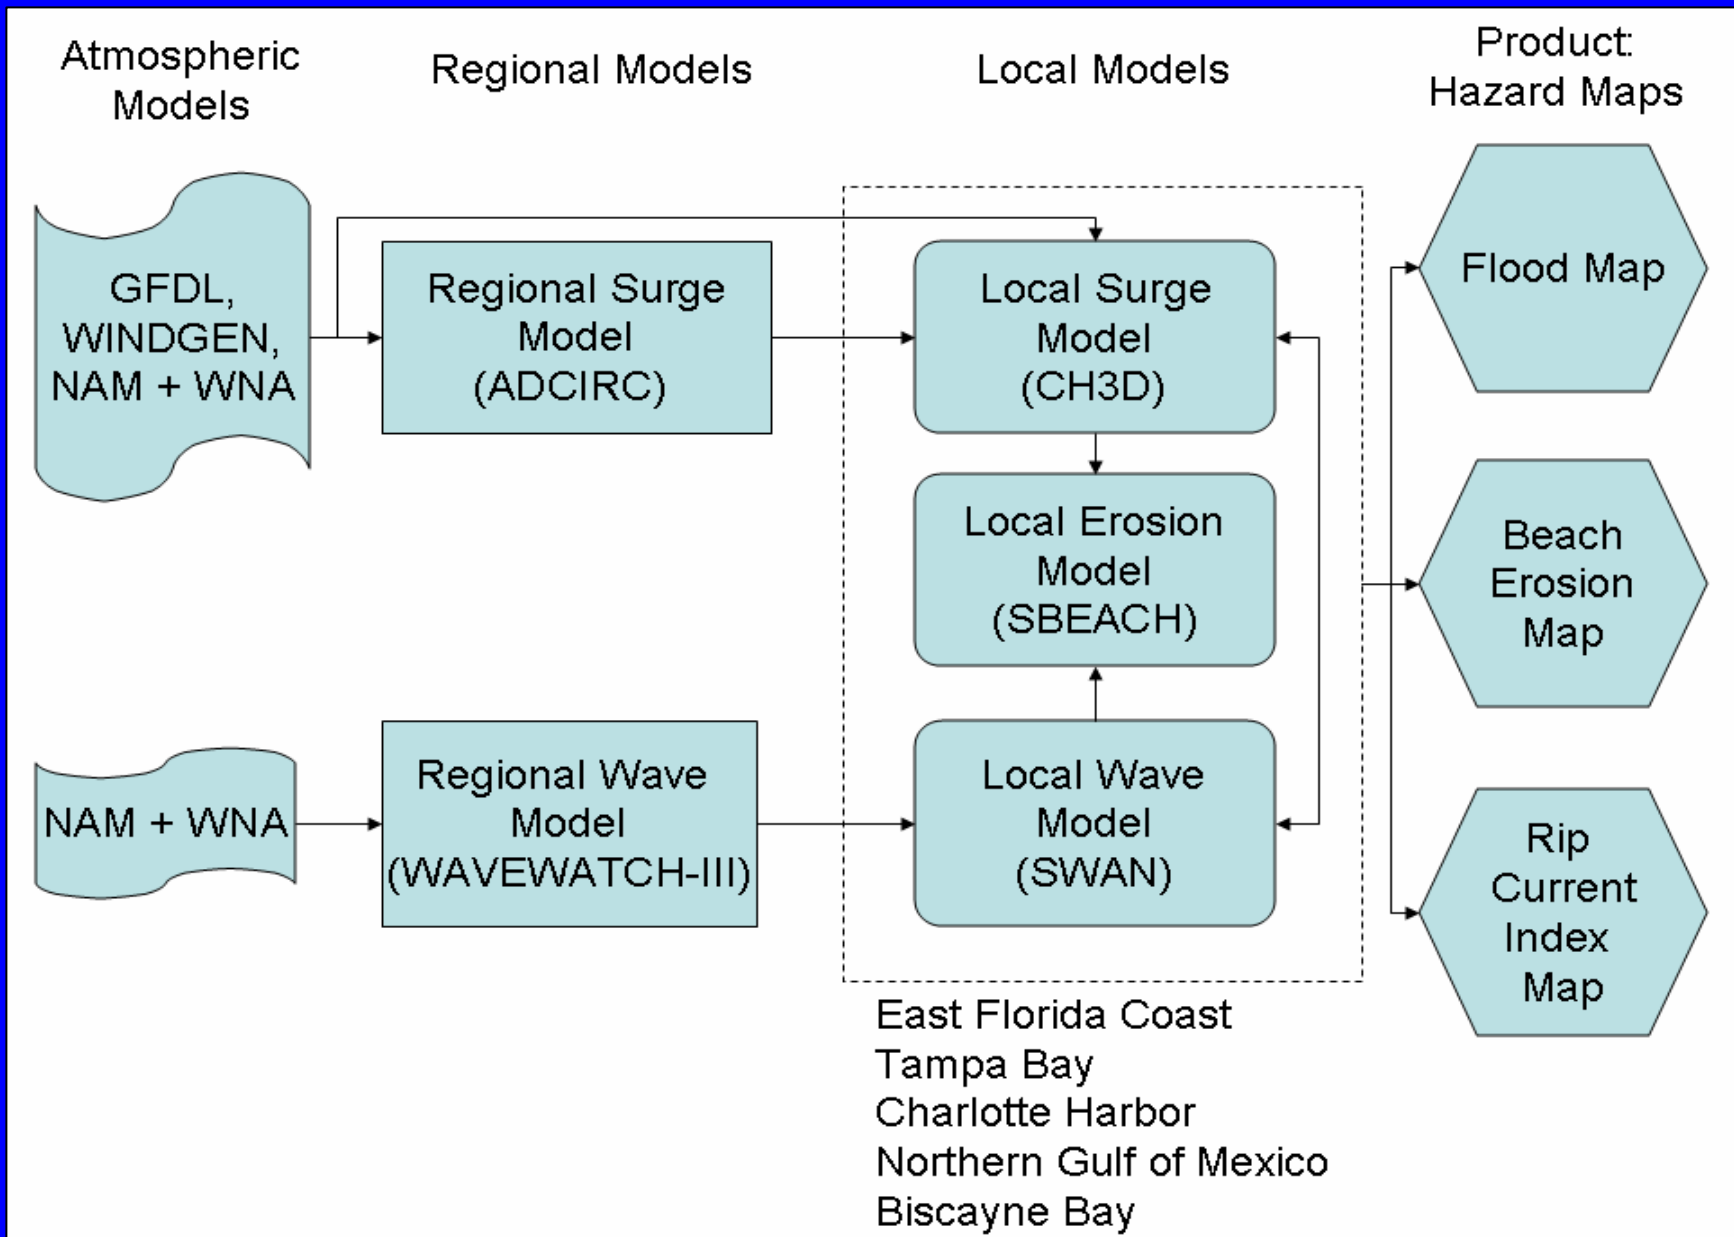 Atmospheric
Models
Regional Models
Local Models
Product:
Hazard Maps
GFDL,
WINDGEN,
NAM + WNA
Regional Surge
Model
(ADCIRC)
Local Surge
Model
(CH3D)
Flood Map
Local Erosion
Model
(SBEACH)
Beach
Erosion
Map
NAM + WNA
Regional Wave
Model
(WAVEWATCH-III)
Local Wave
Model
(SWAN)
Rip
Current
Index
Map
East Florida Coast
Tampa Bay
Charlotte Harbor
Northern Gulf of Mexico
Biscayne Bay